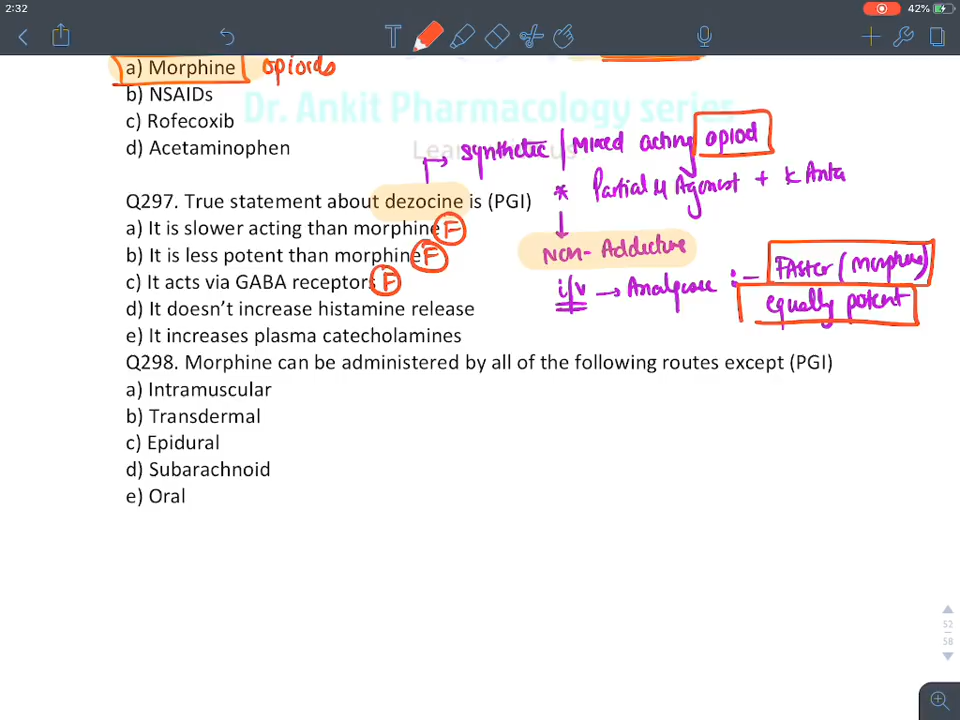 2:32
42%
T
a) Morphine opioids
b) NSAIDs
Dr. Ankit Pharmacology series
c) Rofecoxib
d) Acetaminophen
synthetic | Mixed acting opiod
* Partial μ Agonist + K Anta
Q297. True statement about dezocine is (PGI)
a) It is slower acting than morphine F
b) It is less potent than morphine F
Non-Addictive
c) It acts via GABA receptors F
i/v → Analgesic :- Faster (morphine)
equally potent
d) It doesn’t increase histamine release
e) It increases plasma catecholamines
Q298. Morphine can be administered by all of the following routes except (PGI)
a) Intramuscular
b) Transdermal
c) Epidural
d) Subarachnoid
e) Oral
52
58